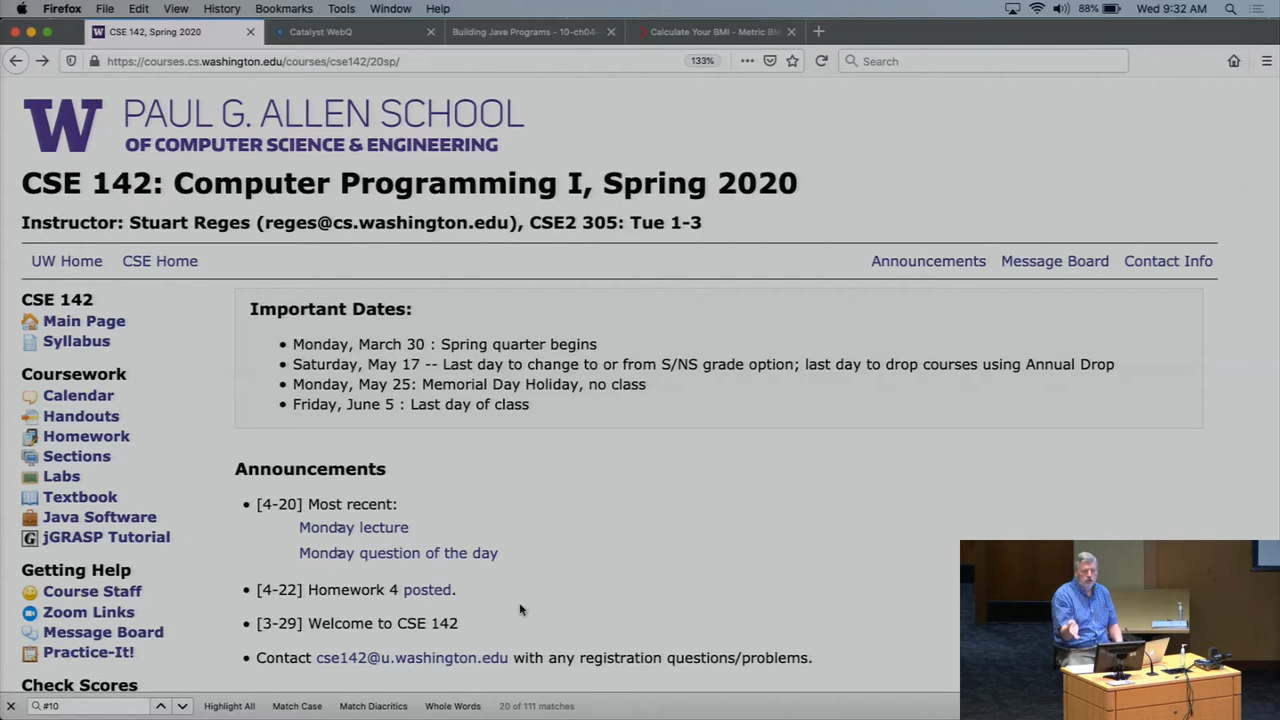 Firefox File Edit View History Bookmarks Tools Window Help 88% Wed 9:32 AM
CSE 142, Spring 2020 Catalyst WebQ Building Java Programs - 10-ch04- Calculate Your BMI - Metric BM
https://courses.cs.washington.edu/courses/cse142/20sp/ 133% Search
W PAUL G. ALLEN SCHOOL
OF COMPUTER SCIENCE & ENGINEERING
CSE 142: Computer Programming I, Spring 2020
Instructor: Stuart Reges (reges@cs.washington.edu), CSE2 305: Tue 1-3
UW Home CSE Home Announcements Message Board Contact Info
CSE 142
Main Page
Syllabus
Coursework
Calendar
Handouts
Homework
Sections
Labs
Textbook
Java Software
jGRASP Tutorial
Getting Help
Course Staff
Zoom Links
Message Board
Practice-It!
Check Scores
Important Dates:
• Monday, March 30 : Spring quarter begins
• Saturday, May 17 -- Last day to change to or from S/NS grade option; last day to drop courses using Annual Drop
• Monday, May 25: Memorial Day Holiday, no class
• Friday, June 5 : Last day of class
Announcements
• [4-20] Most recent:
Monday lecture
Monday question of the day
• [4-22] Homework 4 posted.
• [3-29] Welcome to CSE 142
• Contact cse142@u.washington.edu with any registration questions/problems.
#10 Highlight All Match Case Match Diacritics Whole Words 20 of 111 matches